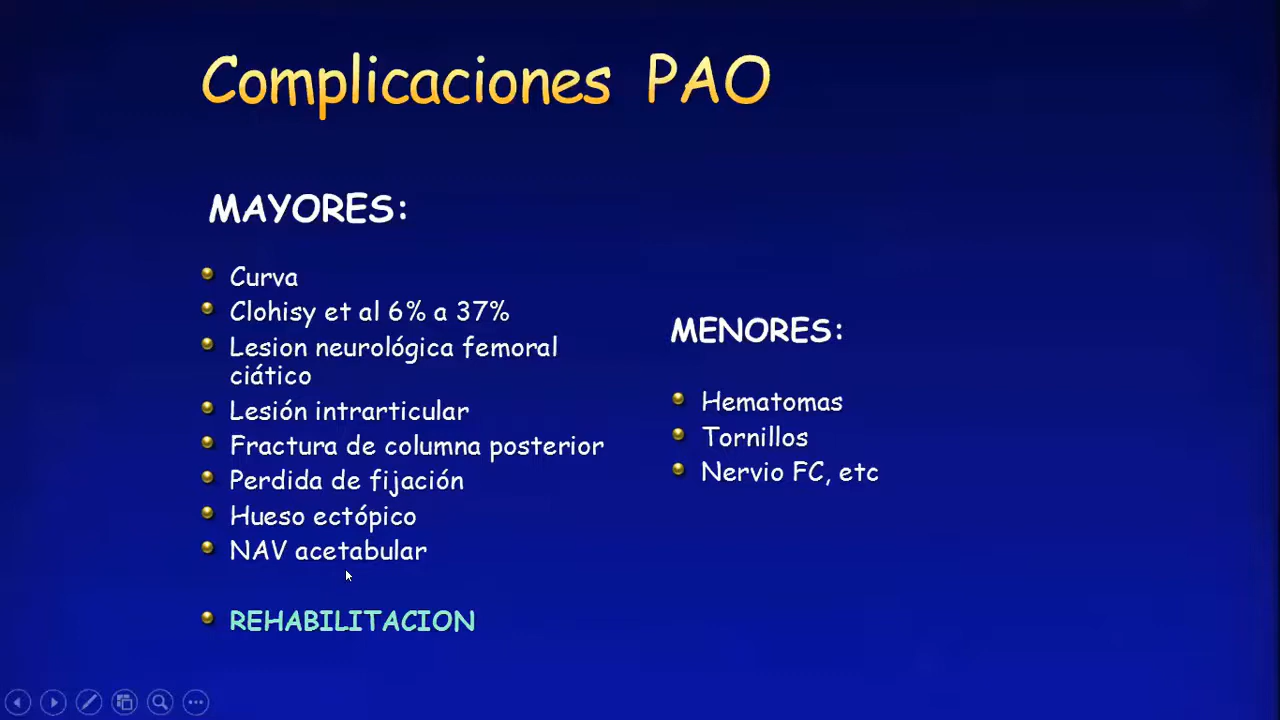 Complicaciones PAO
MAYORES:
Curva
Clohisy et al 6% a 37%
Lesion neurológica femoral
ciático
Lesión intrarticular
Fractura de columna posterior
Perdida de fijación
Hueso ectópico
NAV acetabular
REHABILITACION
MENORES:
Hematomas
Tornillos
Nervio FC, etc